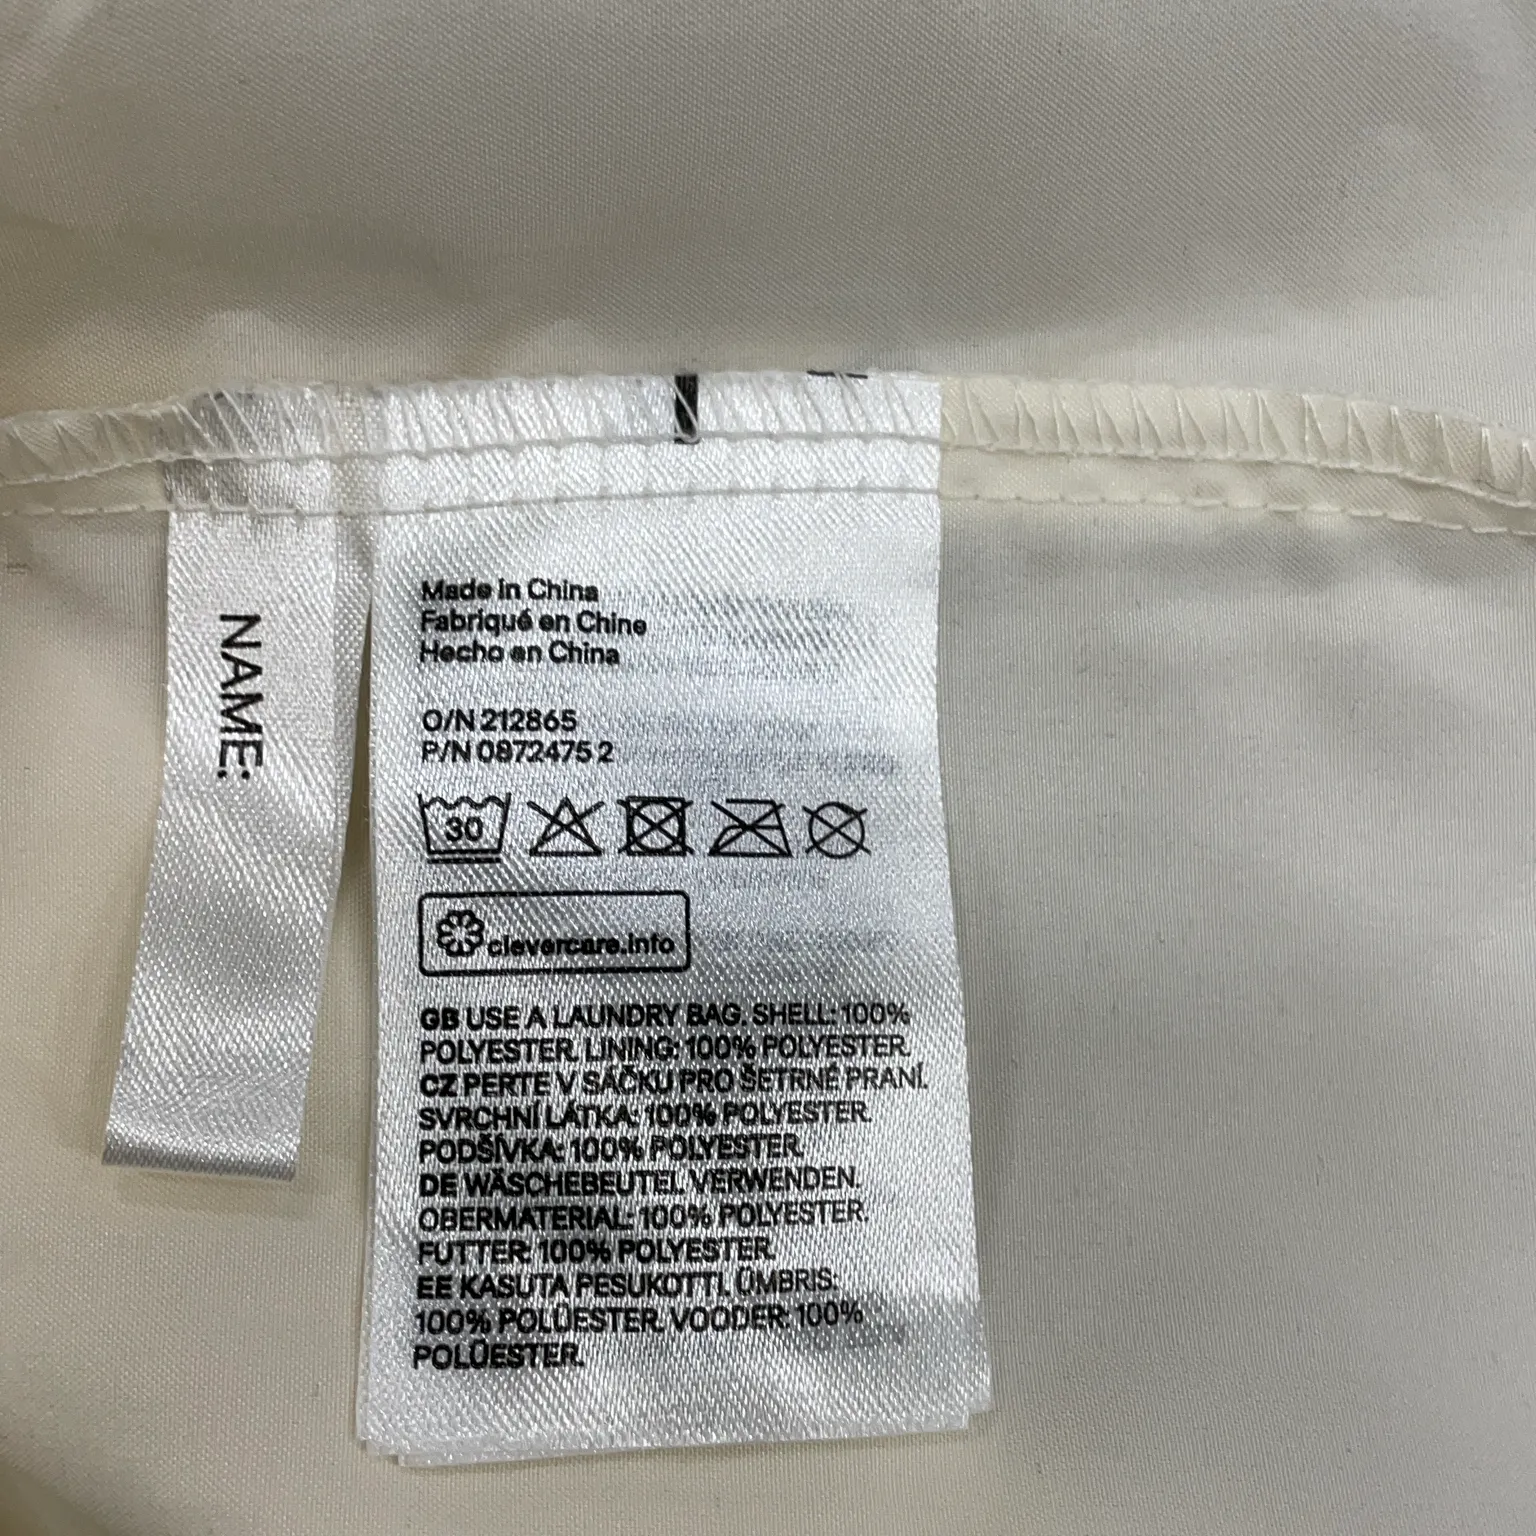 NAME:
Made in China
Fabriqué en Chine
Hecho en China
O/N 212865
P/N 0872475 2
30
clevercare.info
GB USE A LAUNDRY BAG. SHELL: 100%
POLYESTER. LINING: 100% POLYESTER.
CZ PERTE V SÁČKU PRO ŠETRNÉ PRANÍ.
SVRCHNÍ LÁTKA: 100% POLYESTER.
PODŠÍVKA: 100% POLYESTER.
DE WÄSCHEBEUTEL VERWENDEN.
OBERMATERIAL: 100% POLYESTER.
FUTTER: 100% POLYESTER.
EE KASUTA PESUKOTTI. ÜMBRIS:
100% POLÜESTER. VOODER: 100%
POLÜESTER.